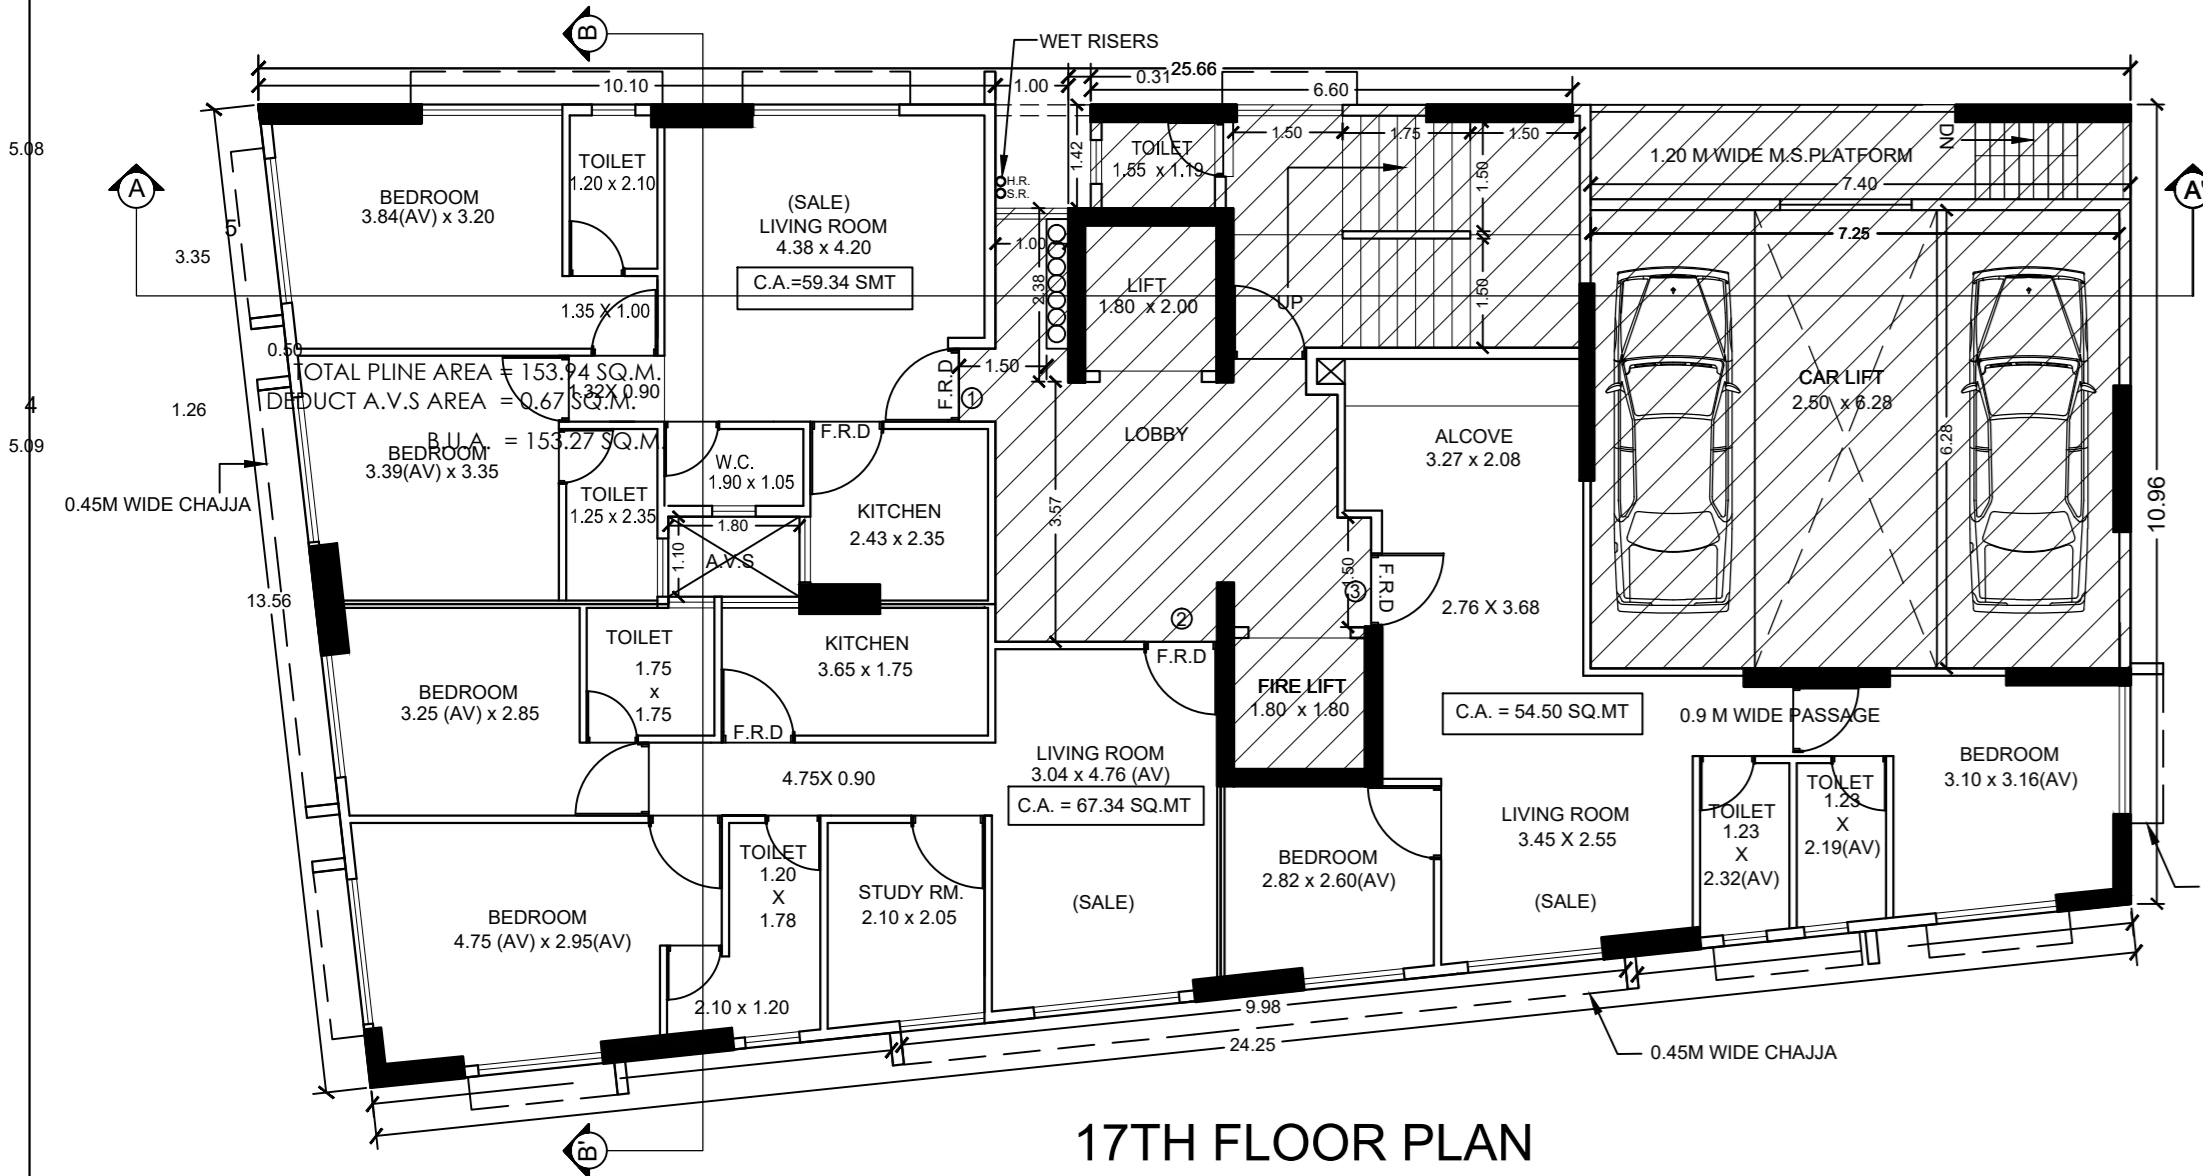 B
WET RISERS
25.66
0.31
10.10
1.00
6.60
5.08
A
BEDROOM
3.84(AV) x 3.20
TOILET
1.20 x 2.10
(SALE)
LIVING ROOM
4.38 x 4.20
C.A.=59.34 SMT
H.R.
S.R.
1.42
TOILET
1.55 x 1.19
1.50
1.75
1.50
1.50
DN
1.20 M WIDE M.S.PLATFORM
7.40
A'
5
3.35
1.00
2.38
LIFT
1.80 x 2.00
UP
1.50
7.25
1.35 X 1.00
0.50
TOTAL PLINE AREA = 153.94 SQ.M.
1.32X 0.90
DEDUCT A.V.S AREA = 0.67 SQ.M.
B.U.A. = 153.27 SQ.M.
F.R.D
1
1.50
CAR LIFT
2.50 x 6.28
6.28
1.26
4
5.09
BEDROOM
3.39(AV) x 3.35
0.45M WIDE CHAJJA
TOILET
1.25 x 2.35
W.C.
1.90 x 1.05
F.R.D
KITCHEN
2.43 x 2.35
1.80
1.10
A.V.S
LOBBY
3.57
ALCOVE
3.27 x 2.08
10.96
1.50
F.R.D
3
2.76 X 3.68
13.56
2
TOILET
1.75
x
1.75
KITCHEN
3.65 x 1.75
F.R.D
F.R.D
BEDROOM
3.25 (AV) x 2.85
FIRE LIFT
1.80 x 1.80
C.A. = 54.50 SQ.MT
0.9 M WIDE PASSAGE
4.75X 0.90
LIVING ROOM
3.04 x 4.76 (AV)
C.A. = 67.34 SQ.MT
BEDROOM
3.10 x 3.16(AV)
LIVING ROOM
3.45 X 2.55
TOILET
1.23
X
2.32(AV)
TOILET
1.23
X
2.19(AV)
TOILET
1.20
X
1.78
STUDY RM.
2.10 x 2.05
BEDROOM
2.82 x 2.60(AV)
(SALE)
(SALE)
BEDROOM
4.75 (AV) x 2.95(AV)
2.10 x 1.20
9.98
24.25
0.45M WIDE CHAJJA
B'
17TH FLOOR PLAN